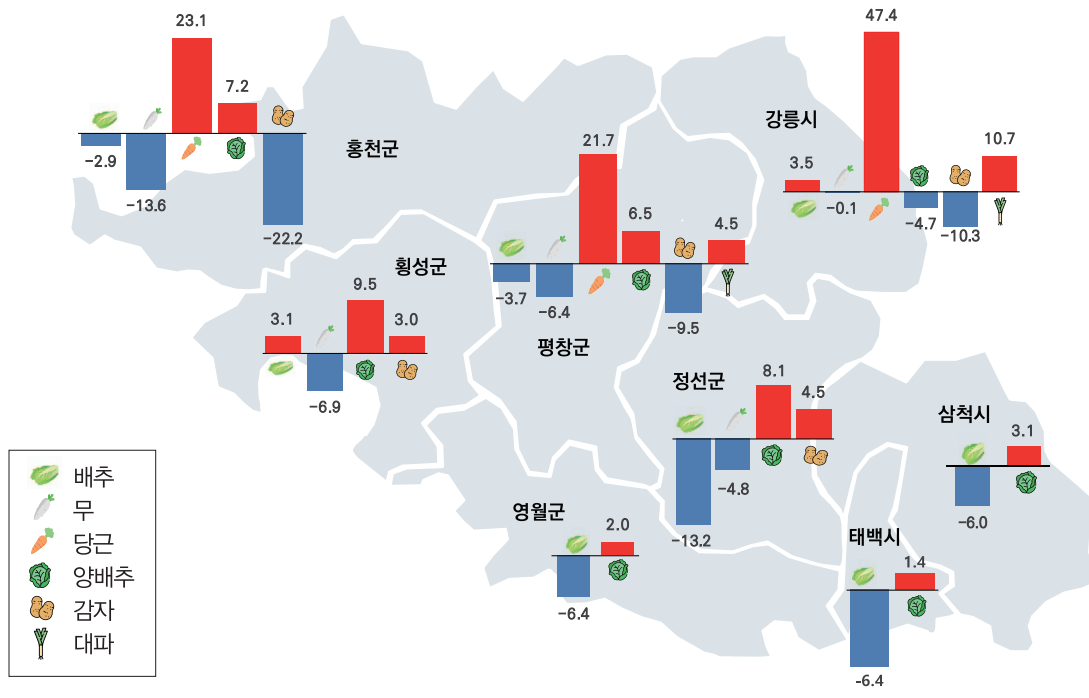 23.1
7.2
-2.9
-13.6
-22.2
홍천군
47.4
강릉시
3.5
10.7
-0.1
-4.7
-10.3
21.7
6.5
4.5
-3.7
-6.4
-9.5
평창군
횡성군
9.5
3.1
3.0
-6.9
정선군
8.1
4.5
-4.8
-13.2
삼척시
3.1
-6.0
영월군
2.0
-6.4
태백시
1.4
-6.4
배추
무
당근
양배추
감자
대파